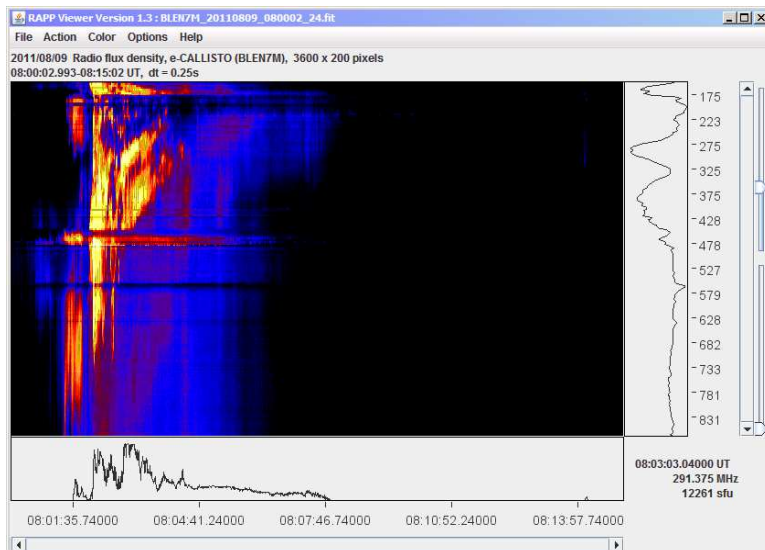 RAPP Viewer Version 1.3 : BLEN7M_20110809_080002_24.fit
File Action Color Options Help
2011/08/09 Radio flux density, e-CALLISTO (BLEN7M), 3600 x 200 pixels
08:00:02.993-08:15:02 UT, dt = 0.25s
175
223
275
325
375
428
478
527
579
628
682
733
781
831
08:03:03.04000 UT
291.375 MHz
12261 sfu
08:01:35.74000 08:04:41.24000 08:07:46.74000 08:10:52.24000 08:13:57.74000